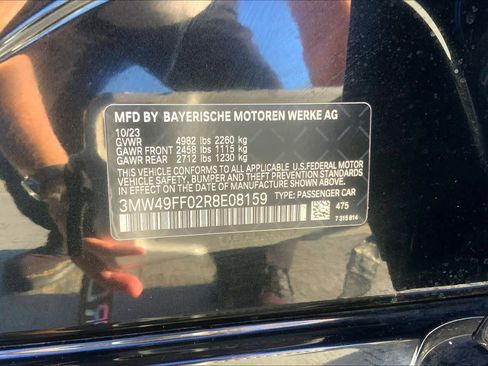 MFD BY BAYERISCHE MOTOREN WERKE AG
10/23
GVWR 4982 lbs 2260 kg
GAWR FRONT 2458 lbs 1115 kg
GAWR REAR 2712 lbs 1230 kg
THIS VEHICLE CONFORMS TO ALL APPLICABLE U.S.FEDERAL MOTOR
VEHICLE SAFETY, BUMPER, AND THEFT PREVENTION STANDARDS
IN EFFECT ON THE DATE OF MANUFACTURE SHOWN ABOVE.
3MW49FF02R8E08159 TYPE: PASSENGER CAR
475
7 315 814